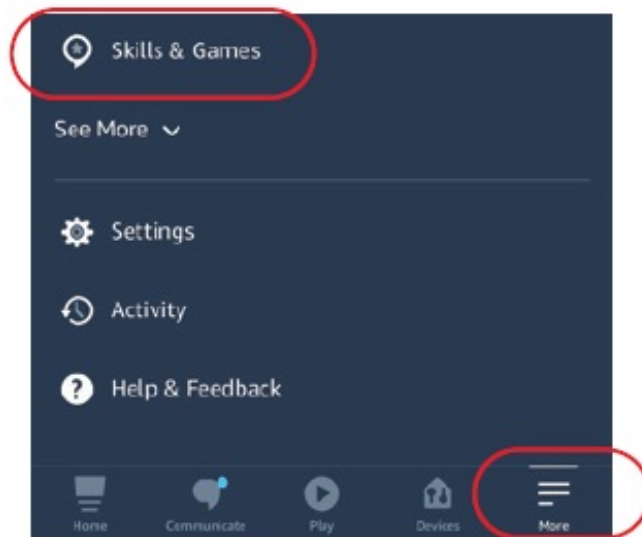 Skills & Games
See More
Settings
Activity
Help & Feedback
Home Communicate Play Devices More